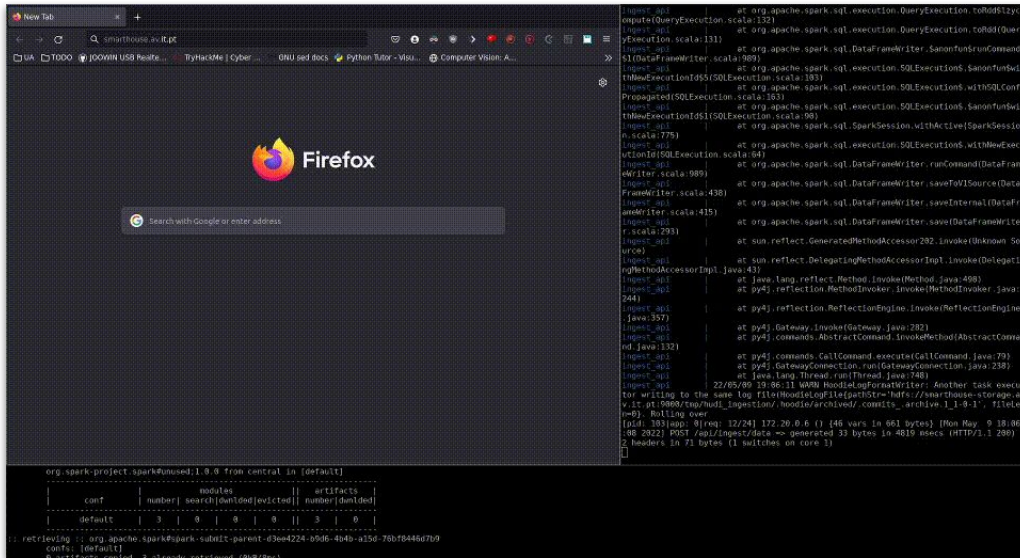 New Tab
smarthouse.av.it.pt
UA
TODO
JOOWIN USB Realte...
TryHackMe | Cyber ...
GNU sed docs
Python Tutor - Visu...
Computer Vision: A...
Firefox
Search with Google or enter address
ingest_api | at org.apache.spark.sql.execution.QueryExecution.toRdd$lzyc
ompute(QueryExecution.scala:132)
ingest_api | at org.apache.spark.sql.execution.QueryExecution.toRdd(Quer
yExecution.scala:131)
ingest_api | at org.apache.spark.sql.DataFrameWriter.$anonfun$runCommand
$1(DataFrameWriter.scala:989)
ingest_api | at org.apache.spark.sql.execution.SQLExecution$.$anonfun$wi
thNewExecutionId$5(SQLExecution.scala:103)
ingest_api | at org.apache.spark.sql.execution.SQLExecution$.withSQLConf
Propagated(SQLExecution.scala:163)
ingest_api | at org.apache.spark.sql.execution.SQLExecution$.$anonfun$wi
thNewExecutionId$1(SQLExecution.scala:90)
ingest_api | at org.apache.spark.sql.SparkSession.withActive(SparkSessio
n.scala:775)
ingest_api | at org.apache.spark.sql.execution.SQLExecution$.withNewExec
utionId(SQLExecution.scala:64)
ingest_api | at org.apache.spark.sql.DataFrameWriter.runCommand(DataFram
eWriter.scala:989)
ingest_api | at org.apache.spark.sql.DataFrameWriter.saveToV1Source(Data
FrameWriter.scala:438)
ingest_api | at org.apache.spark.sql.DataFrameWriter.saveInternal(DataFr
ameWriter.scala:415)
ingest_api | at org.apache.spark.sql.DataFrameWriter.save(DataFrameWrite
r.scala:293)
ingest_api | at sun.reflect.GeneratedMethodAccessor202.invoke(Unknown So
urce)
ingest_api | at sun.reflect.DelegatingMethodAccessorImpl.invoke(Delegati
ngMethodAccessorImpl.java:43)
ingest_api | at java.lang.reflect.Method.invoke(Method.java:498)
ingest_api | at py4j.reflection.MethodInvoker.invoke(MethodInvoker.java:
244)
ingest_api | at py4j.reflection.ReflectionEngine.invoke(ReflectionEngine
.java:357)
ingest_api | at py4j.Gateway.invoke(Gateway.java:282)
ingest_api | at py4j.commands.AbstractCommand.invokeMethod(AbstractComma
nd.java:132)
ingest_api | at py4j.commands.CallCommand.execute(CallCommand.java:79)
ingest_api | at py4j.GatewayConnection.run(GatewayConnection.java:238)
ingest_api | at java.lang.Thread.run(Thread.java:748)
ingest_api | 22/05/09 19:06:11 WARN HoodieLogFormatWriter: Another task execu
tor writing to the same log file(HoodieLogFile{pathStr='hdfs://smarthouse-storage.a
v.it.pt:9000/tmp/hudi_ingestion/.hoodie/archived/.commits_.archive.1_1-0-1', fileLe
n=0}. Rolling over
[pid: 103|app: 0|req: 12/24] 172.20.0.6 () {46 vars in 661 bytes} [Mon May 9 18:06
:08 2022] POST /api/ingest/data => generated 33 bytes in 4819 msecs (HTTP/1.1 200)
2 headers in 71 bytes (1 switches on core 1)
org.spark-project.spark#unused;1.0.0 from central in [default]
| | modules || artifacts |
| conf | number| search|dwnlded|evicted|| number|dwnlded|
| default | 3 | 0 | 0 | 0 || 3 | 0 |
:: retrieving :: org.apache.spark#spark-submit-parent-d3ee4224-b9d6-4b4b-a15d-76bf8446d7b9
confs: [default]
0 artifacts copied, 3 already retrieved (0kB/8ms)